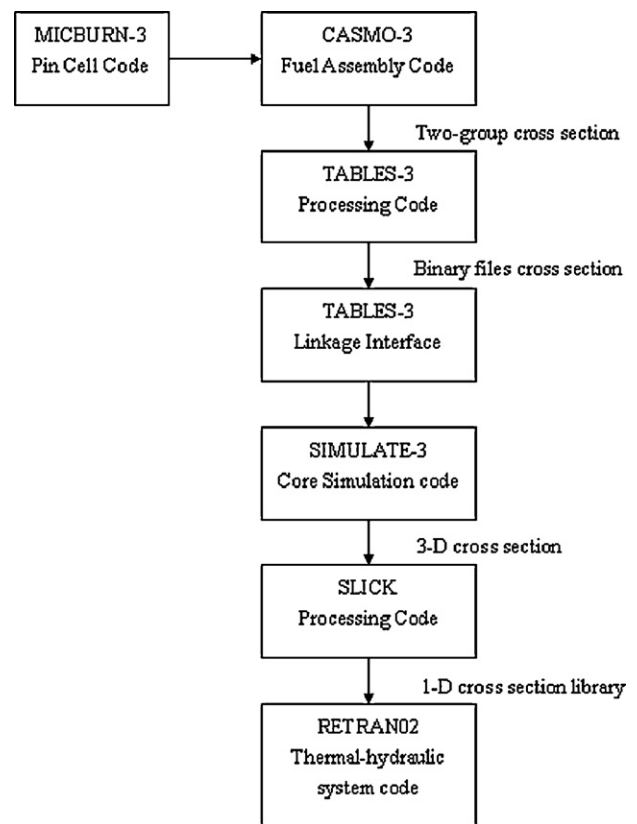 MICBURN-3
Pin Cell Code
CASMO-3
Fuel Assembly Code
Two-group cross section
TABLES-3
Processing Code
Binary files cross section
TABLES-3
Linkage Interface
SIMULATE-3
Core Simulation code
3-D cross section
SLICK
Processing Code
1-D cross section library
RETRAN02
Thermal-hydraulic
system code